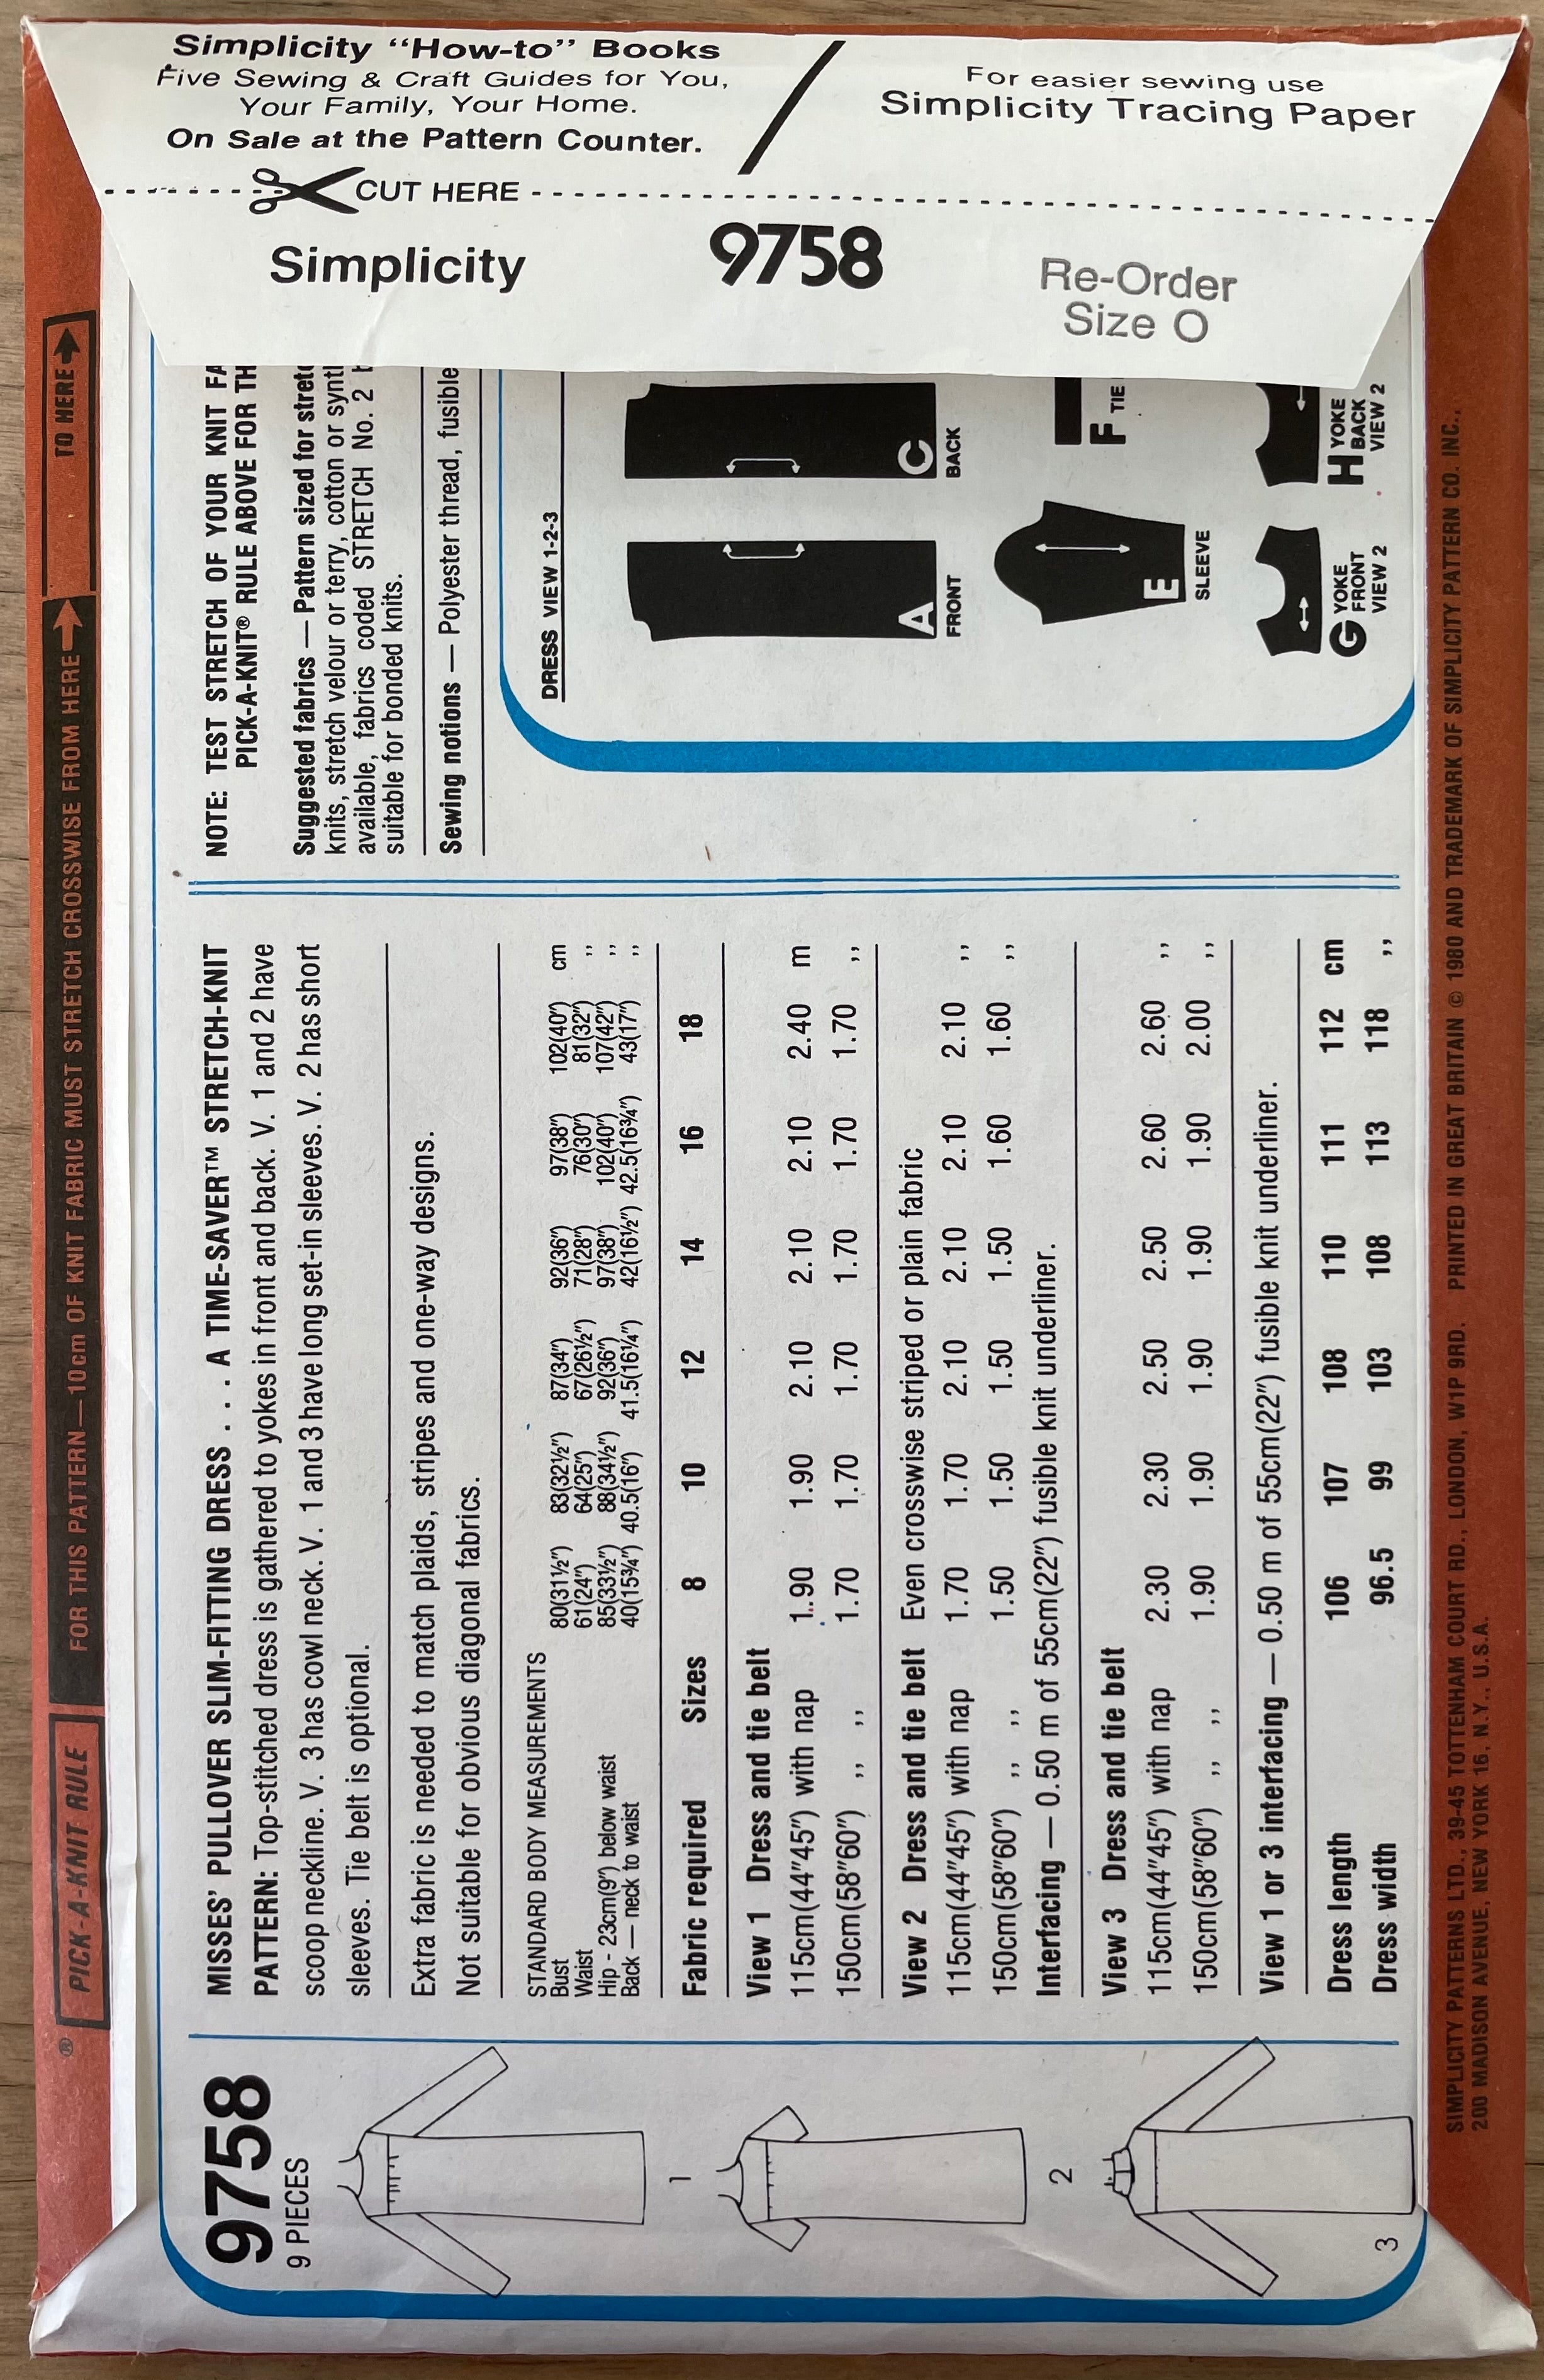 Simplicity “How-to” Books
Five Sewing & Craft Guides for You,
Your Family, Your Home.
On Sale at the Pattern Counter.
For easier sewing use
Simplicity Tracing Paper
CUT HERE
Simplicity 9758 Re-Order
Size O
® PICK-A-KNIT RULE FOR THIS PATTERN—10cm OF KNIT FABRIC MUST STRETCH CROSSWISE FROM HERE TO HERE
9758
9 PIECES
1
2
3
MISSES’ PULLOVER SLIM-FITTING DRESS . . . A TIME-SAVER™ STRETCH-KNIT
PATTERN: Top-stitched dress is gathered to yokes in front and back. V. 1 and 2 have
scoop neckline. V. 3 has cowl neck. V. 1 and 3 have long set-in sleeves. V. 2 has short
sleeves. Tie belt is optional.
Extra fabric is needed to match plaids, stripes and one-way designs.
Not suitable for obvious diagonal fabrics.
STANDARD BODY MEASUREMENTS
Bust 80(31½″) 83(32½″) 87(34″) 92(36″) 97(38″) 102(40″) cm
Waist 61(24″) 64(25″) 67(26½″) 71(28″) 76(30″) 81(32″) ,,
Hip - 23cm(9″) below waist 85(33½″) 88(34½″) 92(36″) 97(38″) 102(40″) 107(42″) ,,
Back — neck to waist 40(15¾″) 40.5(16″) 41.5(16¼″) 42(16½″) 42.5(16¾″) 43(17″) ,,
Fabric required Sizes 8 10 12 14 16 18
View 1 Dress and tie belt
115cm(44″45″) with nap 1.90 1.90 2.10 2.10 2.10 2.40 m
150cm(58″60″) ,, ,, 1.70 1.70 1.70 1.70 1.70 1.70 ,,
View 2 Dress and tie belt Even crosswise striped or plain fabric
115cm(44″45″) with nap 1.70 1.70 2.10 2.10 2.10 2.10 ,,
150cm(58″60″) ,, ,, 1.50 1.50 1.50 1.50 1.60 1.60 ,,
Interfacing — 0.50 m of 55cm(22″) fusible knit underliner.
View 3 Dress and tie belt
115cm(44″45″) with nap 2.30 2.30 2.50 2.50 2.60 2.60 ,,
150cm(58″60″) ,, ,, 1.90 1.90 1.90 1.90 1.90 2.00 ,,
View 1 or 3 interfacing — 0.50 m of 55cm(22″) fusible knit underliner.
Dress length 106 107 108 110 111 112 cm
Dress width 96.5 99 103 108 113 118 ,,
NOTE: TEST STRETCH OF YOUR KNIT FA
PICK-A-KNIT® RULE ABOVE FOR TH
Suggested fabrics — Pattern sized for stretc
knits, stretch velour or terry, cotton or synt
available, fabrics coded STRETCH No. 2
suitable for bonded knits.
Sewing notions — Polyester thread, fusible
DRESS VIEW 1-2-3
A
FRONT
C
BACK
E
SLEEVE
F TIE
G YOKE
FRONT
VIEW 2
H YOKE
BACK
VIEW 2
SIMPLICITY PATTERNS LTD., 39-45 TOTTENHAM COURT RD., LONDON, W1P 9RD. PRINTED IN GREAT BRITAIN © 1980 AND TRADEMARK OF SIMPLICITY PATTERN CO. INC.,
200 MADISON AVENUE, NEW YORK 16, N.Y., U.S.A.